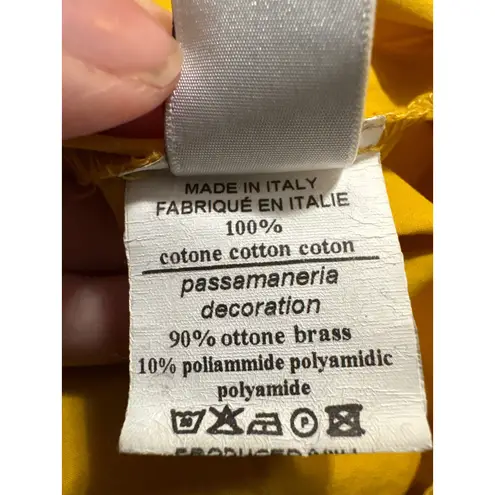 MADE IN ITALY
FABRIQUÉ EN ITALIE
100%
cotone cotton coton
passamaneria
decoration
90% ottone brass
10% poliammide polyamidic
polyamide
P